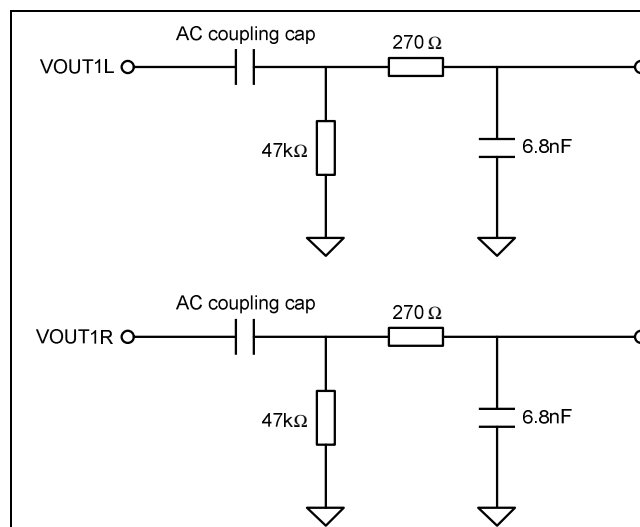 AC coupling cap
270 Ω
VOUT1L
47kΩ
6.8nF
AC coupling cap
270 Ω
VOUT1R
47kΩ
6.8nF